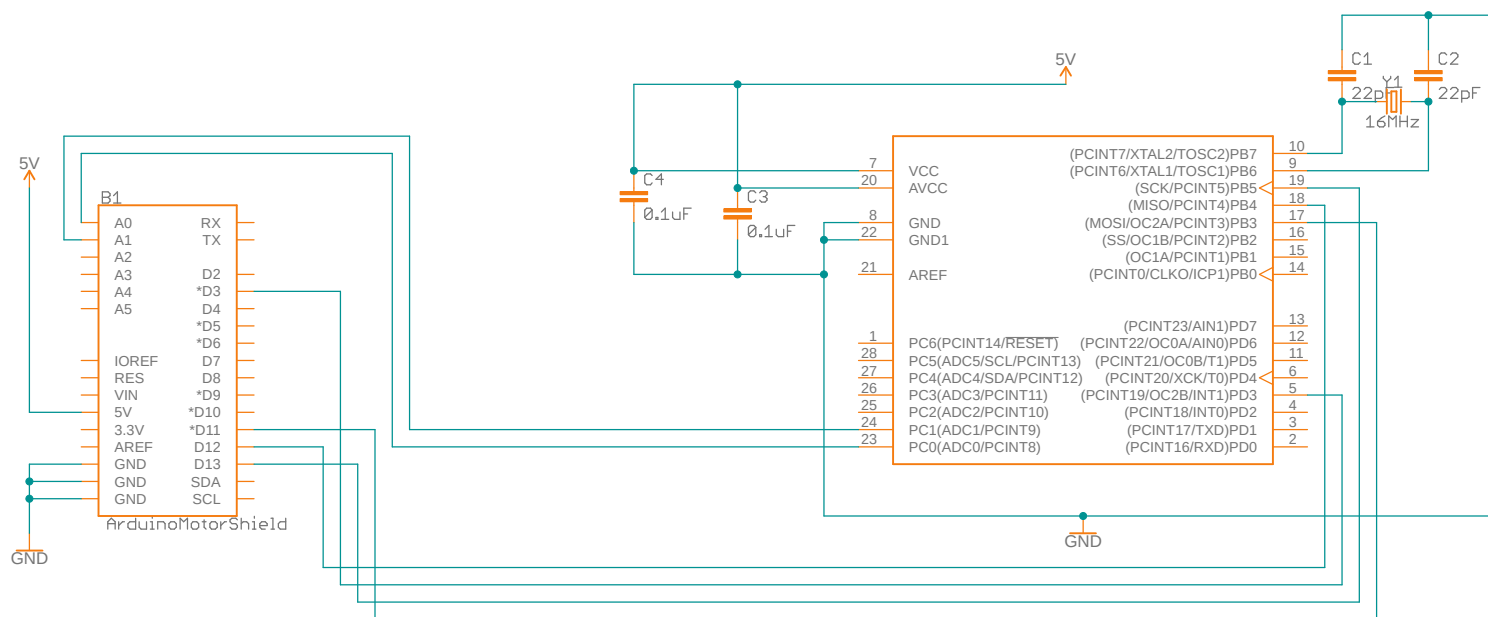 5V
B1
A0
A1
A2
A3
A4
A5
IOREF
RES
VIN
5V
3.3V
AREF
GND
GND
GND
RX
TX
D2
*D3
D4
*D5
*D6
D7
D8
*D9
*D10
*D11
D12
D13
SDA
SCL
ArduinoMotorShield
GND
5V
C4
0.1uF
C3
0.1uF
7 VCC
20 AVCC
8 GND
22 GND1
21 AREF
1 PC6(PCINT14/RESET)
28 PC5(ADC5/SCL/PCINT13)
27 PC4(ADC4/SDA/PCINT12)
26 PC3(ADC3/PCINT11)
25 PC2(ADC2/PCINT10)
24 PC1(ADC1/PCINT9)
23 PC0(ADC0/PCINT8)
(PCINT7/XTAL2/TOSC2)PB7 10
(PCINT6/XTAL1/TOSC1)PB6 9
(SCK/PCINT5)PB5 19
(MISO/PCINT4)PB4 18
(MOSI/OC2A/PCINT3)PB3 17
(SS/OC1B/PCINT2)PB2 16
(OC1A/PCINT1)PB1 15
(PCINT0/CLKO/ICP1)PB0 14
(PCINT23/AIN1)PD7 13
(PCINT22/OC0A/AIN0)PD6 12
(PCINT21/OC0B/T1)PD5 11
(PCINT20/XCK/T0)PD4 6
(PCINT19/OC2B/INT1)PD3 5
(PCINT18/INT0)PD2 4
(PCINT17/TXD)PD1 3
(PCINT16/RXD)PD0 2
C1
22pF
Y1
16MHz
C2
22pF
GND